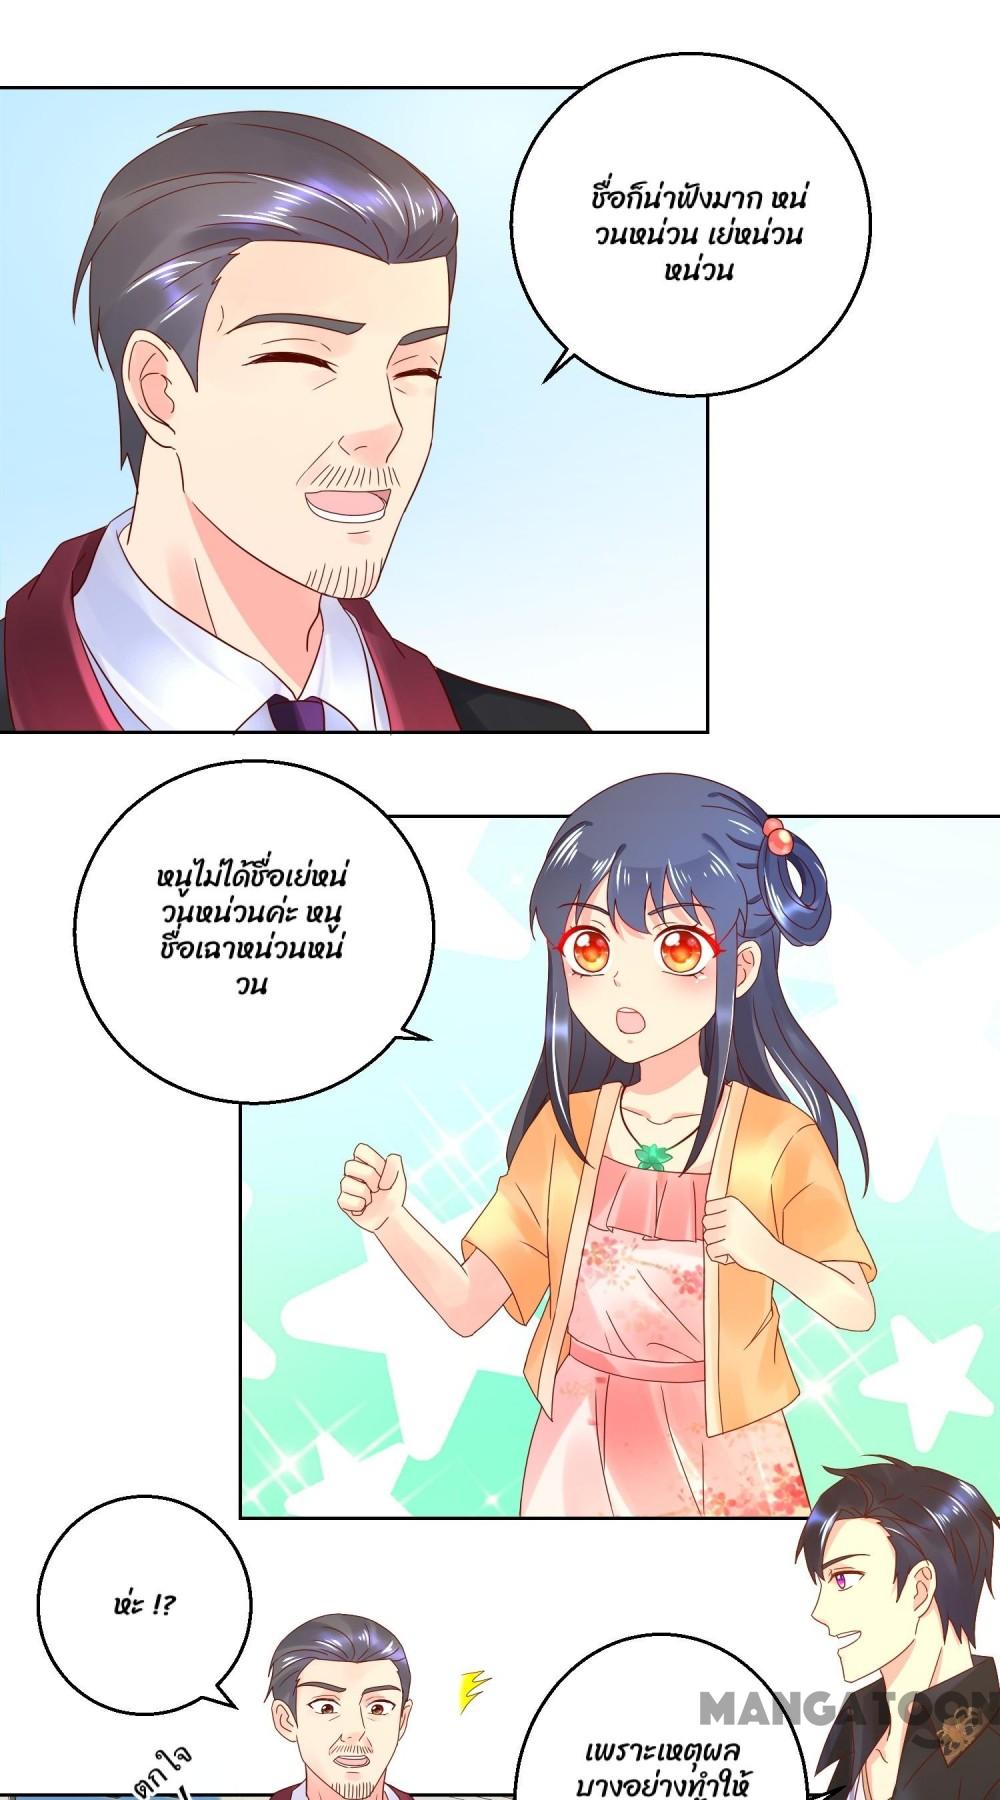 ชื่อก็น่าฟังมาก หน่
วนหน่วน เย่หน่วน
หน่วน
หนูไม่ได้ชื่อเย่หน่
วนหน่วนค่ะ หนู
ชื่อเฉาหน่วนหน่
วน
ห่ะ !?
ตกใจ
MANGATOON
เพราะเหตุผล
บางอย่างทำให้